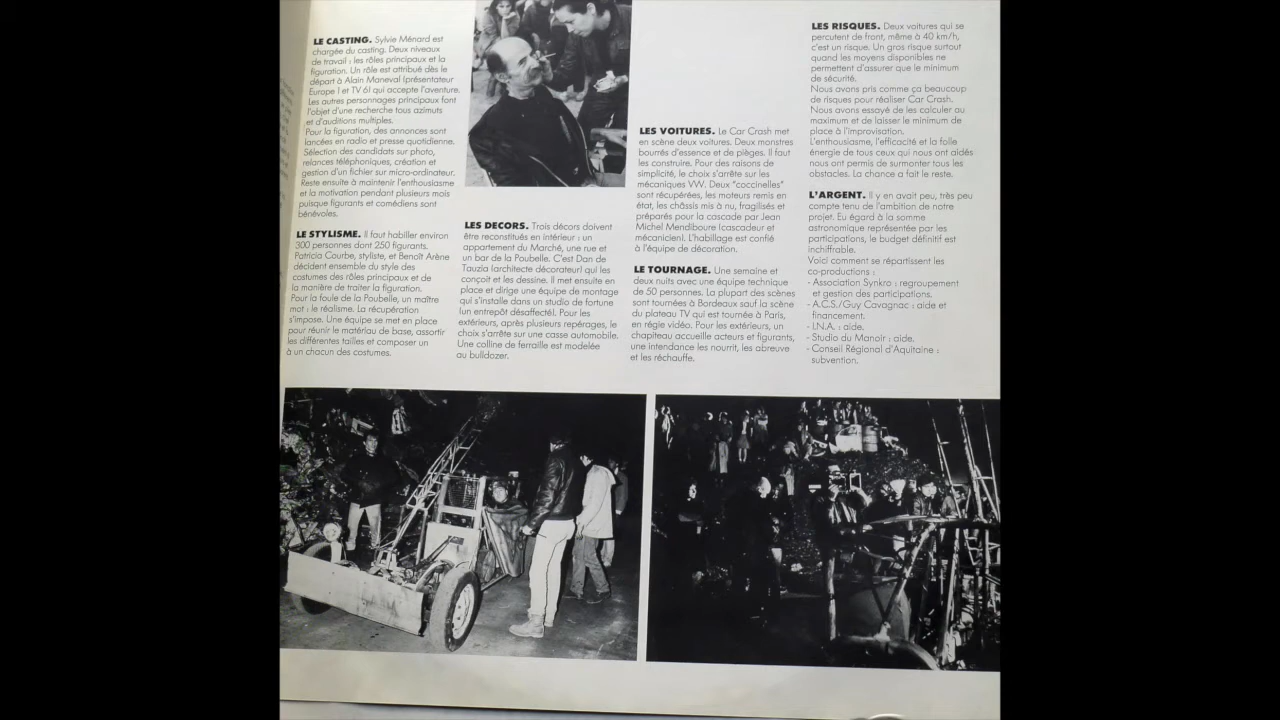 LE CASTING. Sylvie Ménard est
chargée du casting. Deux niveaux
de travail : les rôles principaux et la
figuration. Un rôle est attribué dès le
départ à Alain Maneval (présentateur
Europe 1 et TV 6) qui accepte l'aventure.
Les autres personnages principaux font
l'objet d'une recherche tous azimuts
et d'auditions multiples.
Pour la figuration, des annonces sont
lancées en radio et presse quotidienne.
Sélection des candidats sur photo,
relances téléphoniques, création et
gestion d'un fichier sur micro-ordinateur.
Reste ensuite à maintenir l'enthousiasme
et la motivation pendant plusieurs mois
puisque figurants et comédiens sont
bénévoles.
LE STYLISME. Il faut habiller environ
300 personnes dont 250 figurants.
Patricia Courbe, styliste, et Benoît Arène
décident ensemble du style des
costumes des rôles principaux et de
la manière de traiter la figuration.
Pour la foule de la Poubelle, un maître
mot : le réalisme. La récupération
s'impose. Une équipe se met en place
pour réunir le matériau de base, assortir
les différentes tailles et composer un
à un chacun des costumes.
LES DECORS. Trois décors doivent
être reconstitués en intérieur : un
appartement du Marché, une rue et
un bar de la Poubelle. C'est Dan de
Tauzia (architecte décorateur) qui les
conçoit et les dessine. Il met ensuite en
place et dirige une équipe de montage
qui s'installe dans un studio de fortune
(un entrepôt désaffecté). Pour les
extérieurs, après plusieurs repérages, le
choix s'arrête sur une casse automobile.
Une colline de ferraille est modelée
au bulldozer.
LES VOITURES. Le Car Crash met
en scène deux voitures. Deux monstres
bourrés d'essence et de pièges. Il faut
les construire. Pour des raisons de
simplicité, le choix s'arrête sur les
mécaniques VW. Deux "coccinelles"
sont récupérées, les moteurs remis en
état, les châssis mis à nu, fragilisés et
préparés pour la cascade par Jean
Michel Mendiboure (cascadeur et
mécanicien). L'habillage est confié
à l'équipe de décoration.
LE TOURNAGE. Une semaine et
deux nuits avec une équipe technique
de 50 personnes. La plupart des scènes
sont tournées à Bordeaux sauf la scène
du plateau TV qui est tournée à Paris,
en régie vidéo. Pour les extérieurs, un
chapiteau accueille acteurs et figurants,
une intendance les nourrit, les abreuve
et les réchauffe.
LES RISQUES. Deux voitures qui se
percutent de front, même à 40 km/h,
c'est un risque. Un gros risque surtout
quand les moyens disponibles ne
permettent d'assurer que le minimum
de sécurité.
Nous avons pris comme ça beaucoup
de risques pour réaliser Car Crash.
Nous avons essayé de les calculer au
maximum et de laisser le minimum de
place à l'improvisation.
L'enthousiasme, l'efficacité et la folle
énergie de tous ceux qui nous ont aidés
nous ont permis de surmonter tous les
obstacles. La chance a fait le reste.
L'ARGENT. Il y en avait peu, très peu
compte tenu de l'ambition de notre
projet. Eu égard à la somme
astronomique représentée par les
participations, le budget définitif est
inchiffrable.
Voici comment se répartissent les
co-productions :
- Association Synkro : regroupement
et gestion des participations.
- A.C.S./Guy Cavagnac : aide et
financement.
- I.N.A. : aide.
- Studio du Manoir : aide.
- Conseil Régional d'Aquitaine :
subvention.